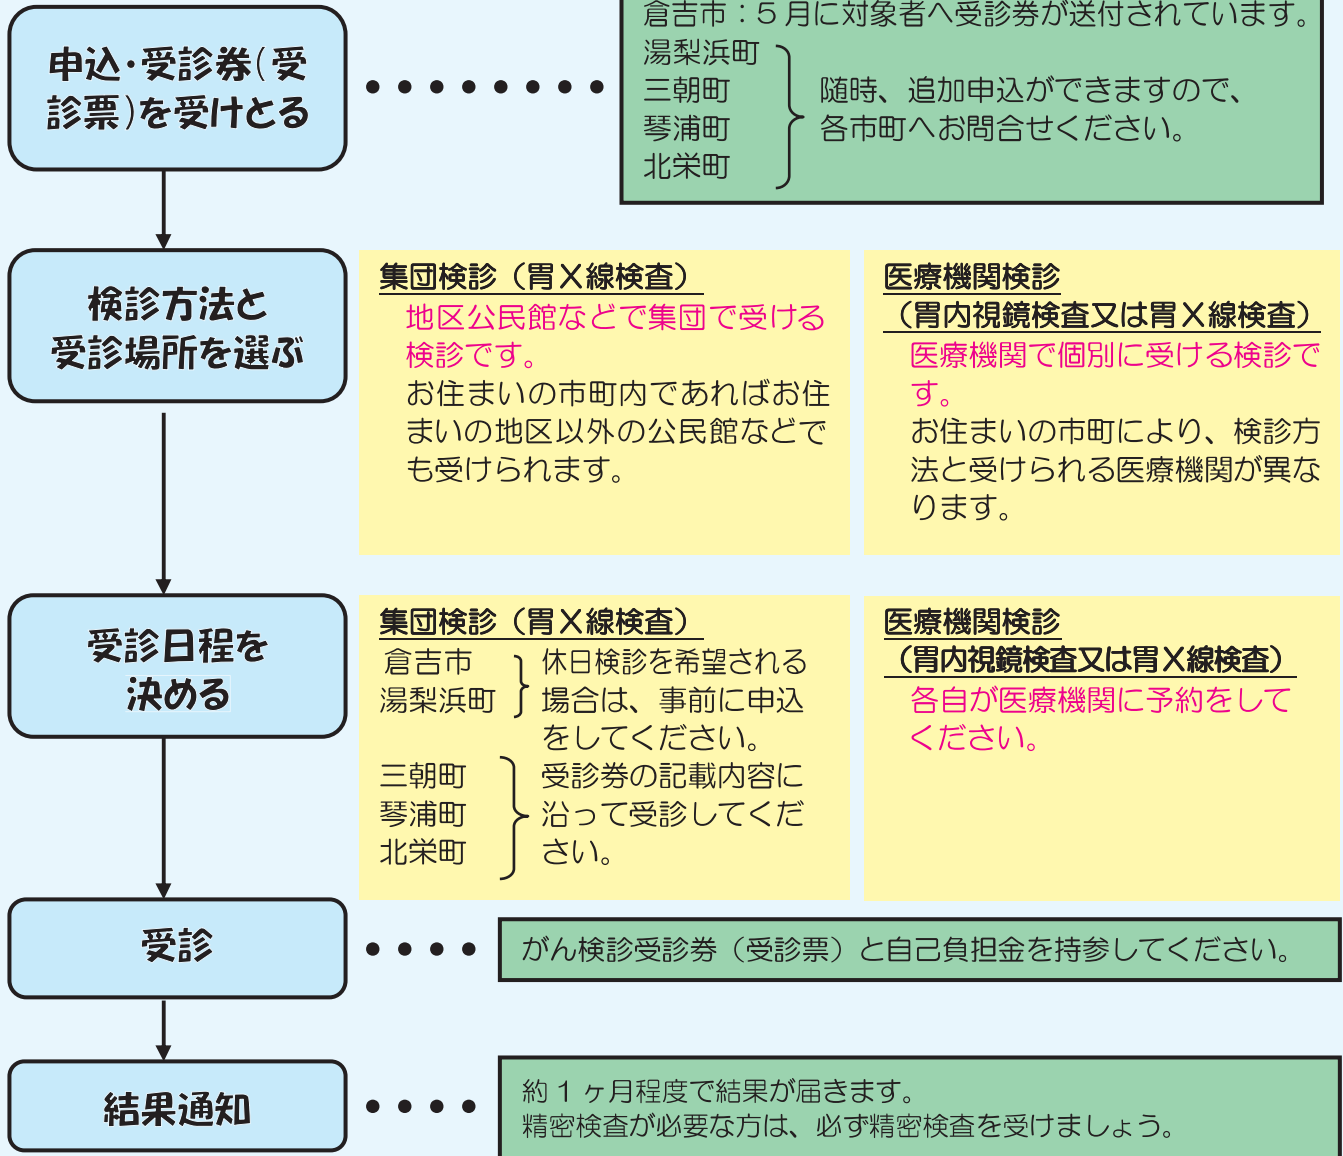 申込・受診券(受
診票)を受けとる
倉吉市：5月に対象者へ受診券が送付されています。
湯梨浜町
三朝町
琴浦町
北栄町
随時、追加申込ができますので、
各市町へお問合せください。
検診方法と
受診場所を選ぶ
集団検診（胃X線検査）
地区公民館などで集団で受ける
検診です。
お住まいの市町内であればお住
まいの地区以外の公民館などで
も受けられます。
医療機関検診
（胃内視鏡検査又は胃X線検査）
医療機関で個別に受ける検診で
す。
お住まいの市町により、検診方
法と受けられる医療機関が異な
ります。
受診日程を
決める
集団検診（胃X線検査）
倉吉市
湯梨浜町
休日検診を希望される
場合は、事前に申込
をしてください。
三朝町
琴浦町
北栄町
受診券の記載内容に
沿って受診してくだ
さい。
医療機関検診
（胃内視鏡検査又は胃X線検査）
各自が医療機関に予約をして
ください。
受診
がん検診受診券（受診票）と自己負担金を持参してください。
結果通知
約1ヶ月程度で結果が届きます。
精密検査が必要な方は、必ず精密検査を受けましょう。